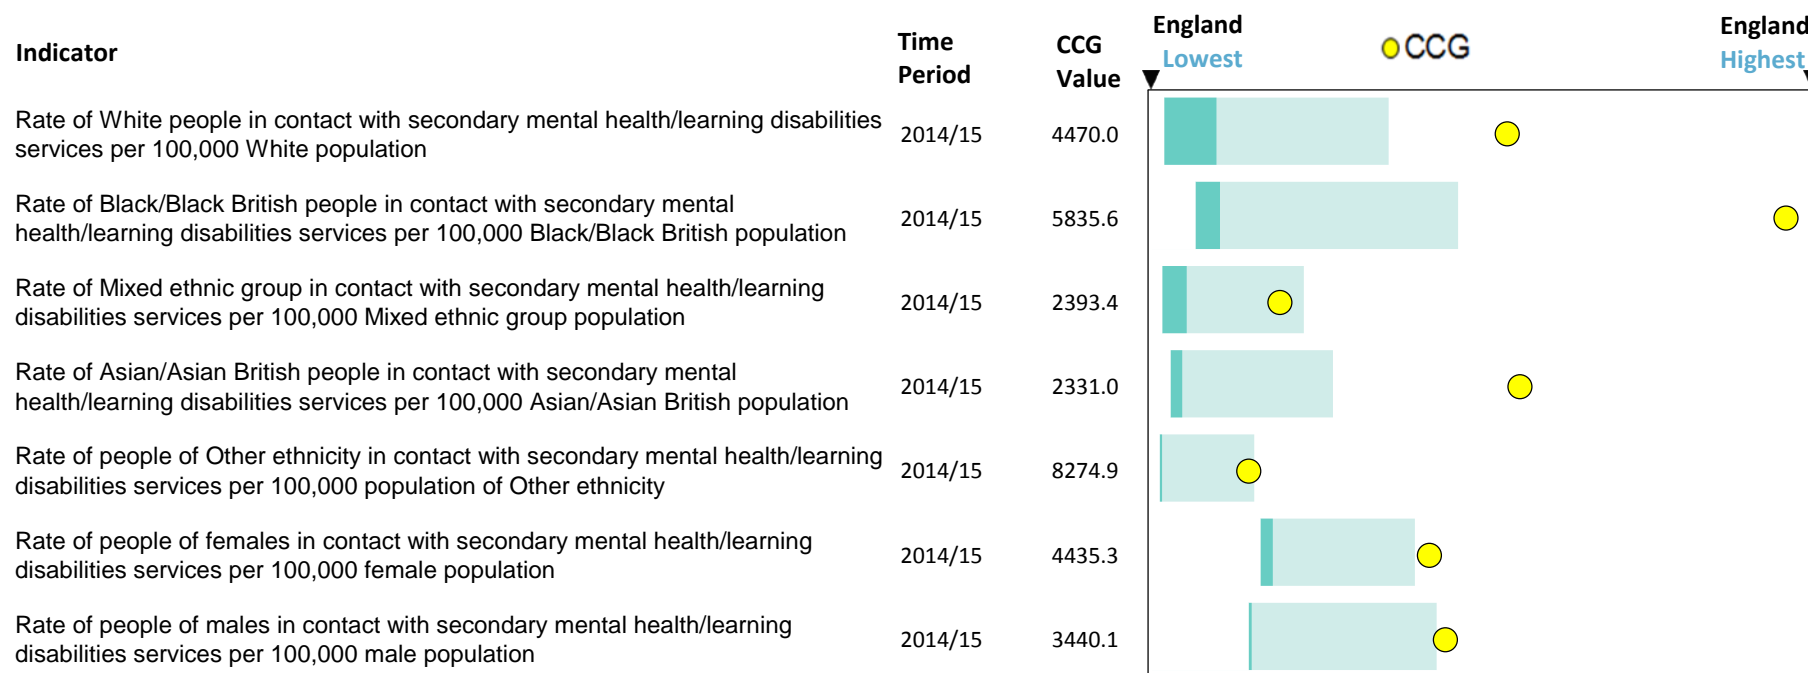 Indicator
Time
Period
CCG
Value
England
Lowest
CCG
England
Highest
Rate of White people in contact with secondary mental health/learning disabilities
services per 100,000 White population
2014/15
4470.0
Rate of Black/Black British people in contact with secondary mental
health/learning disabilities services per 100,000 Black/Black British population
2014/15
5835.6
Rate of Mixed ethnic group in contact with secondary mental health/learning
disabilities services per 100,000 Mixed ethnic group population
2014/15
2393.4
Rate of Asian/Asian British people in contact with secondary mental
health/learning disabilities services per 100,000 Asian/Asian British population
2014/15
2331.0
Rate of people of Other ethnicity in contact with secondary mental health/learning
disabilities services per 100,000 population of Other ethnicity
2014/15
8274.9
Rate of people of females in contact with secondary mental health/learning
disabilities services per 100,000 female population
2014/15
4435.3
Rate of people of males in contact with secondary mental health/learning
disabilities services per 100,000 male population
2014/15
3440.1